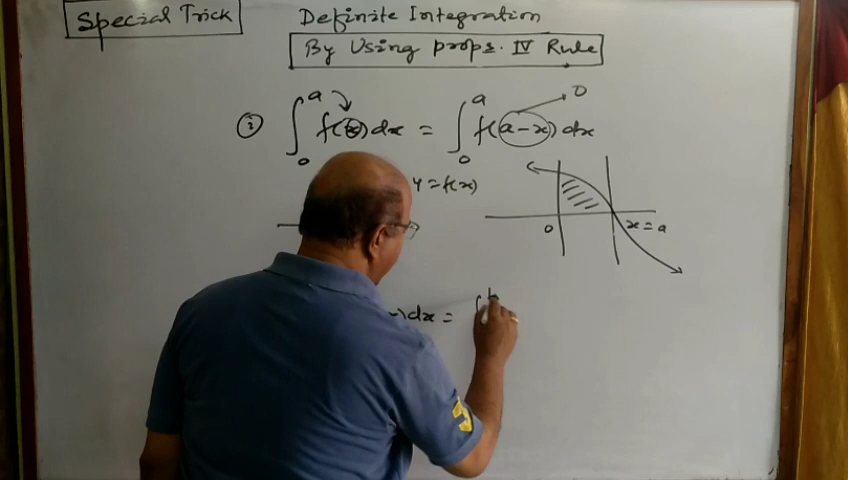 Special Trick
Definite Integration
By Using props. IV Rule
(i) ∫₀ᵃ f(x) dx = ∫₀ᵃ f(a-x) dx
0
y = f(x)
0
x = a
) dx = ∫ᵇ